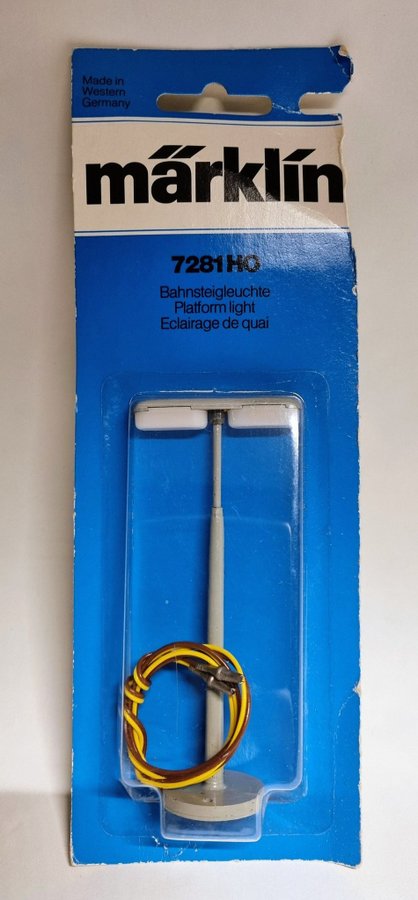 Made in
Western
Germany
märklin
7281 HO
Bahnsteigleuchte
Platform light
Eclairage de quai